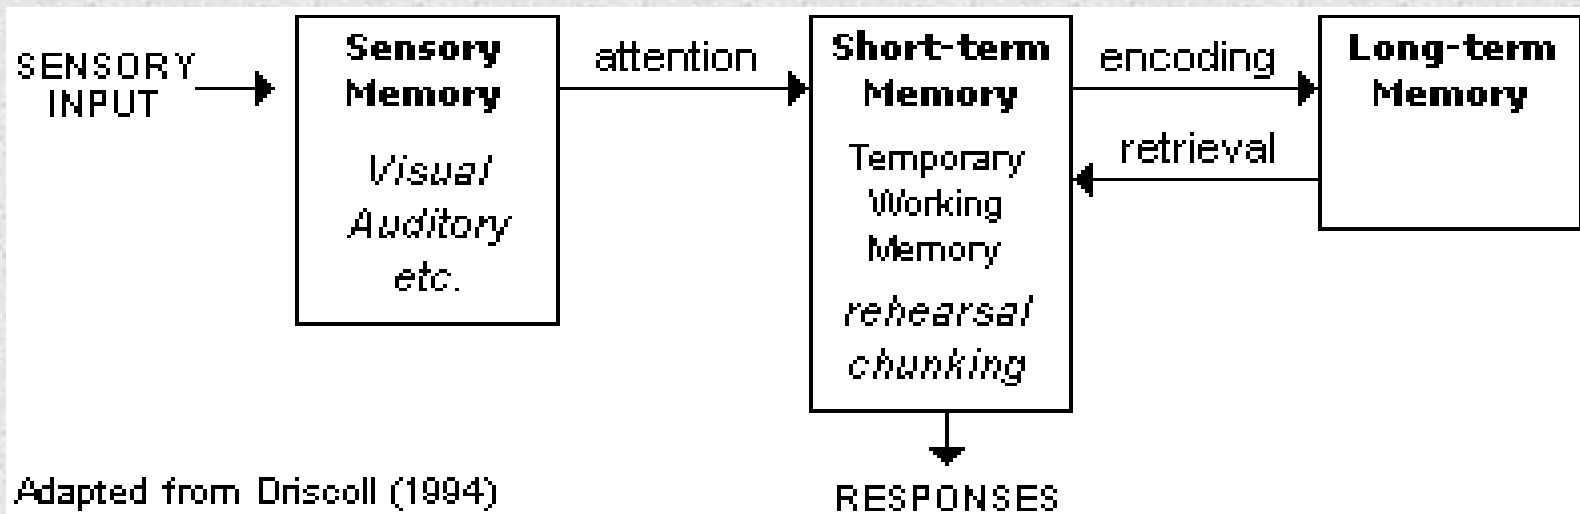 SENSORY
INPUT
Sensory
Memory
Visual
Auditory
etc.
attention
Short-term
Memory
Temporary
Working
Memory
rehearsal
chunking
encoding
retrieval
Long-term
Memory
RESPONSES
Adapted from Driscoll (1994)